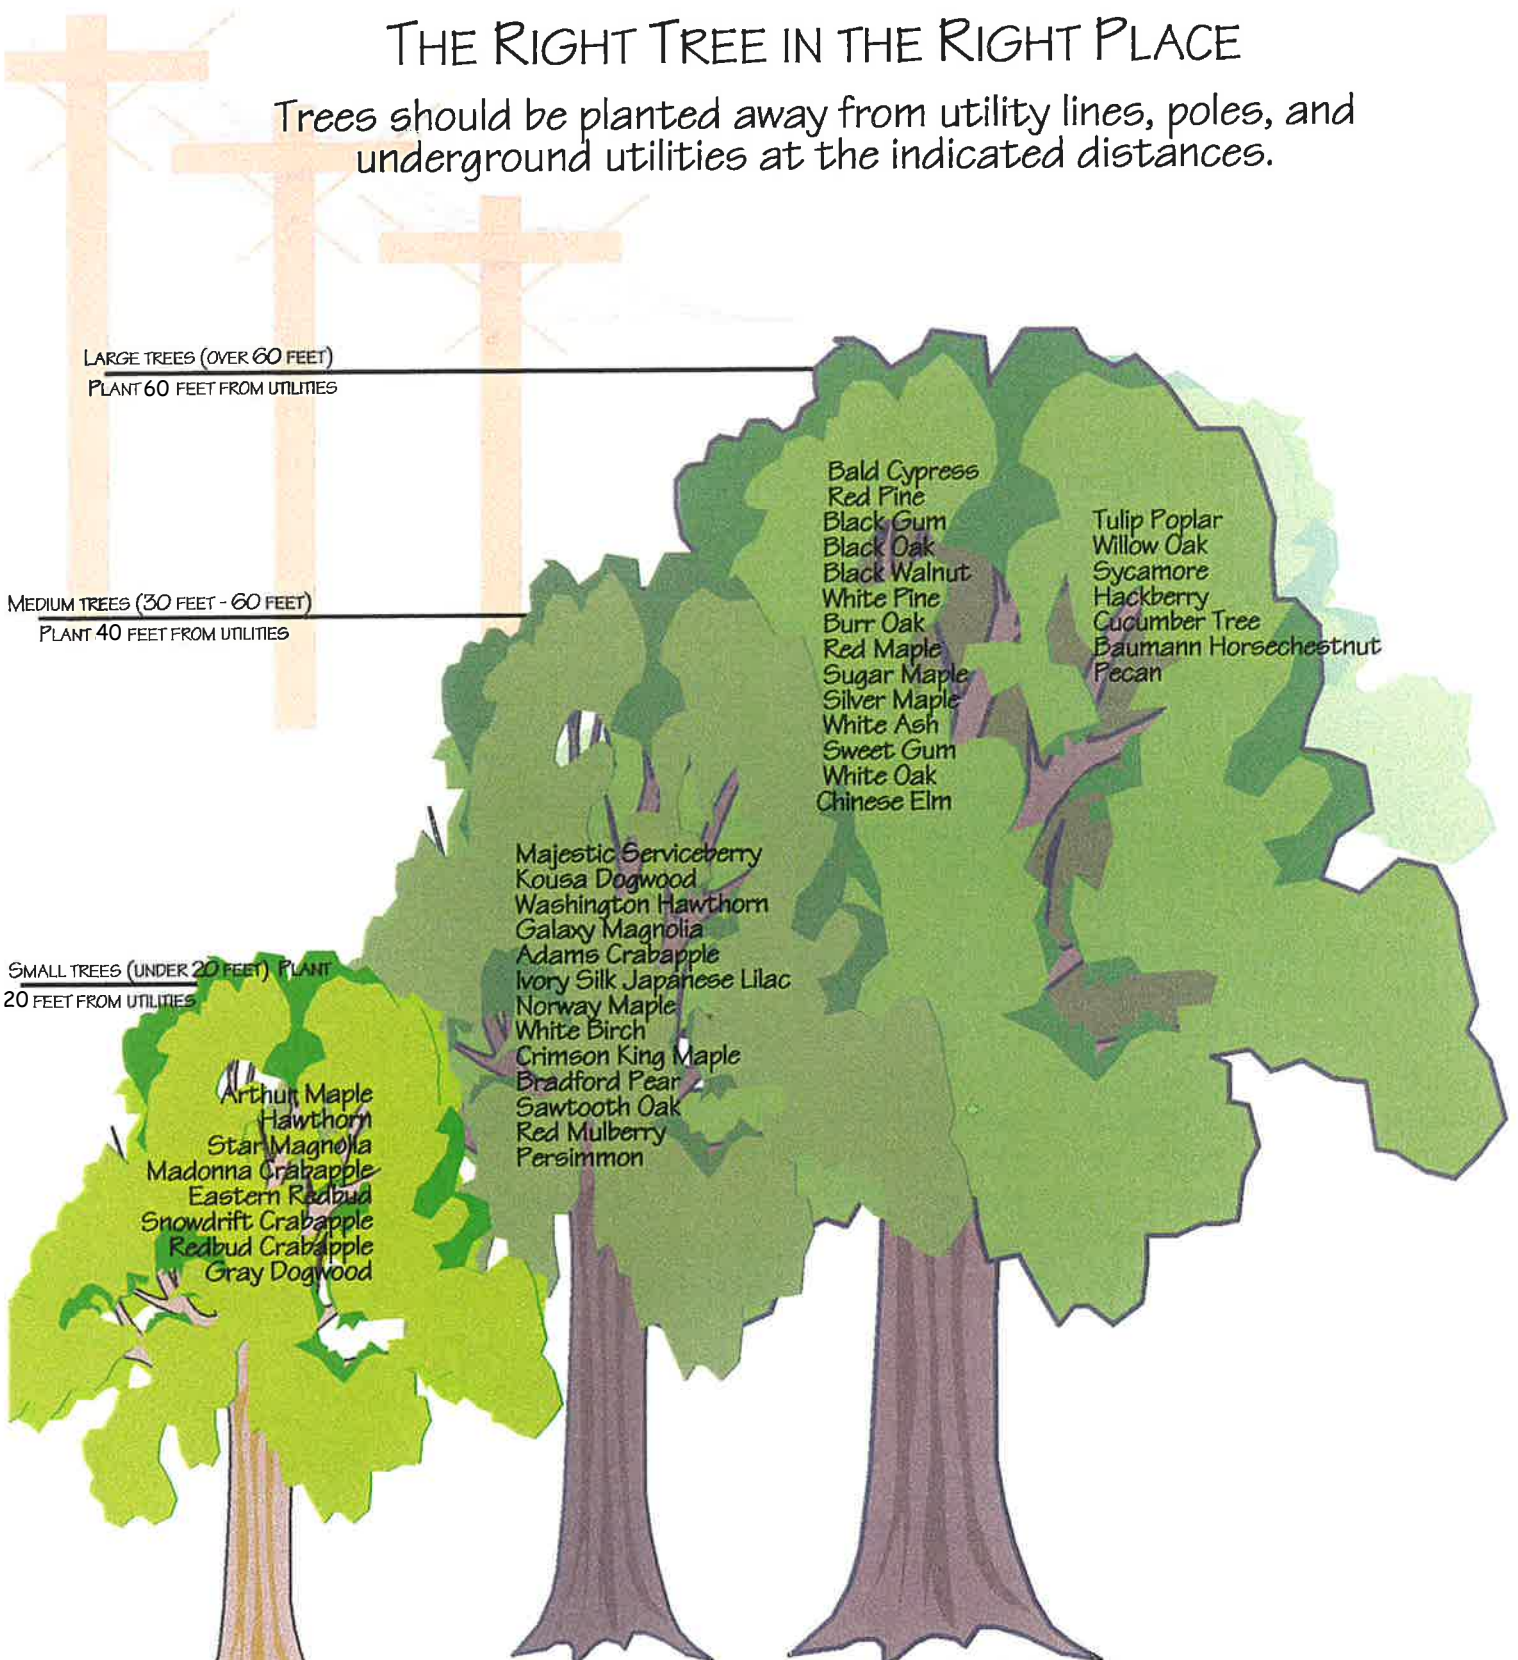 THE RIGHT TREE IN THE RIGHT PLACE
Trees should be planted away from utility lines, poles, and
underground utilities at the indicated distances.
LARGE TREES (OVER 60 FEET)
PLANT 60 FEET FROM UTILITIES
Bald Cypress
Red Pine
Black Gum
Black Oak
Black Walnut
White Pine
Burr Oak
Red Maple
Sugar Maple
Silver Maple
White Ash
Sweet Gum
White Oak
Chinese Elm
Tulip Poplar
Willow Oak
Sycamore
Hackberry
Cucumber Tree
Baumann Horsechestnut
Pecan
MEDIUM TREES (30 FEET - 60 FEET)
PLANT 40 FEET FROM UTILITIES
Majestic Serviceberry
Kousa Dogwood
Washington Hawthorn
Galaxy Magnolia
Adams Crabapple
Ivory Silk Japanese Lilac
Norway Maple
White Birch
Crimson King Maple
Bradford Pear
Sawtooth Oak
Red Mulberry
Persimmon
SMALL TREES (UNDER 20 FEET) PLANT
20 FEET FROM UTILITIES
Arthur Maple
Hawthorn
Star Magnolia
Madonna Crabapple
Eastern Redbud
Snowdrift Crabapple
Redbud Crabapple
Gray Dogwood